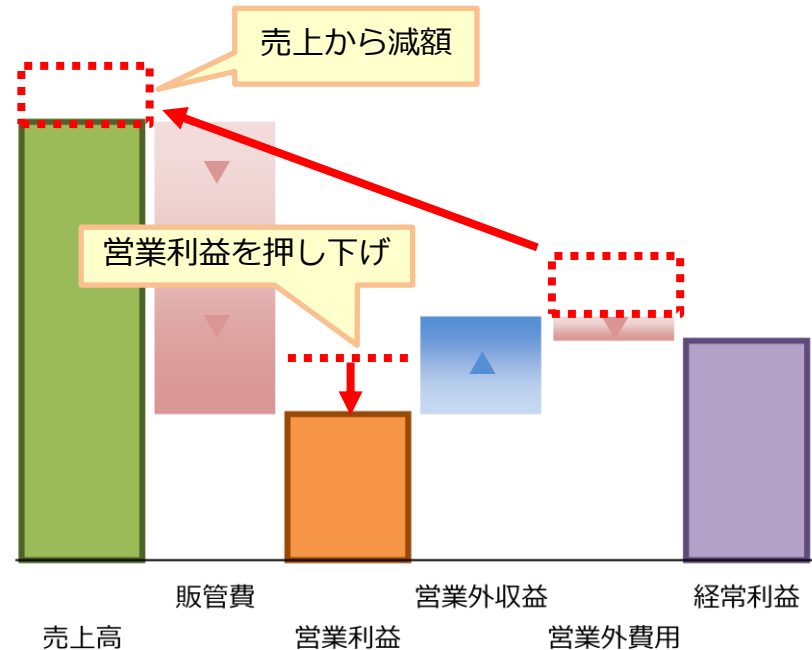 売上から減額
営業利益を押し下げ
販管費
営業外収益
経常利益
売上高
営業利益
営業外費用